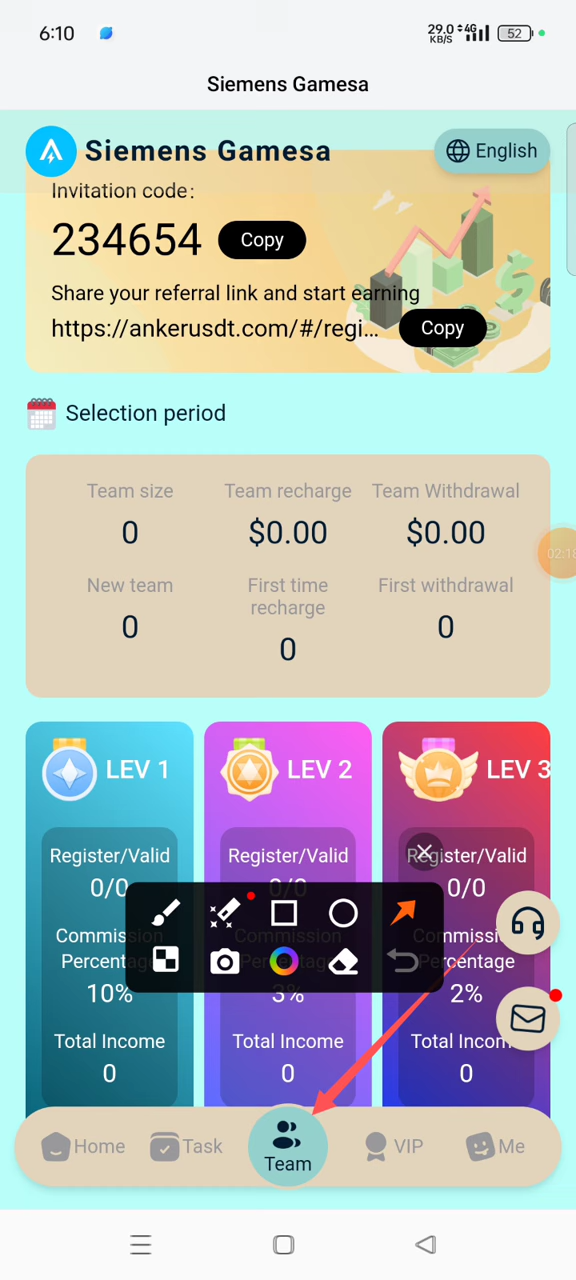 6:10
29.0 KB/S 4G 52
Siemens Gamesa
Siemens Gamesa
English
Invitation code:
234654 Copy
Share your referral link and start earning
https://ankerusdt.com/#/regi... Copy
Selection period
Team size Team recharge Team Withdrawal
0 $0.00 $0.00
New team First time recharge First withdrawal
0 0 0
02:18
LEV 1 LEV 2 LEV 3
Register/Valid Register/Valid Register/Valid
0/0 0/0 0/0
Commission
Percentage
10% 3% 2%
Total Income Total Income Total Incom
0 0 0
Home Task Team VIP Me